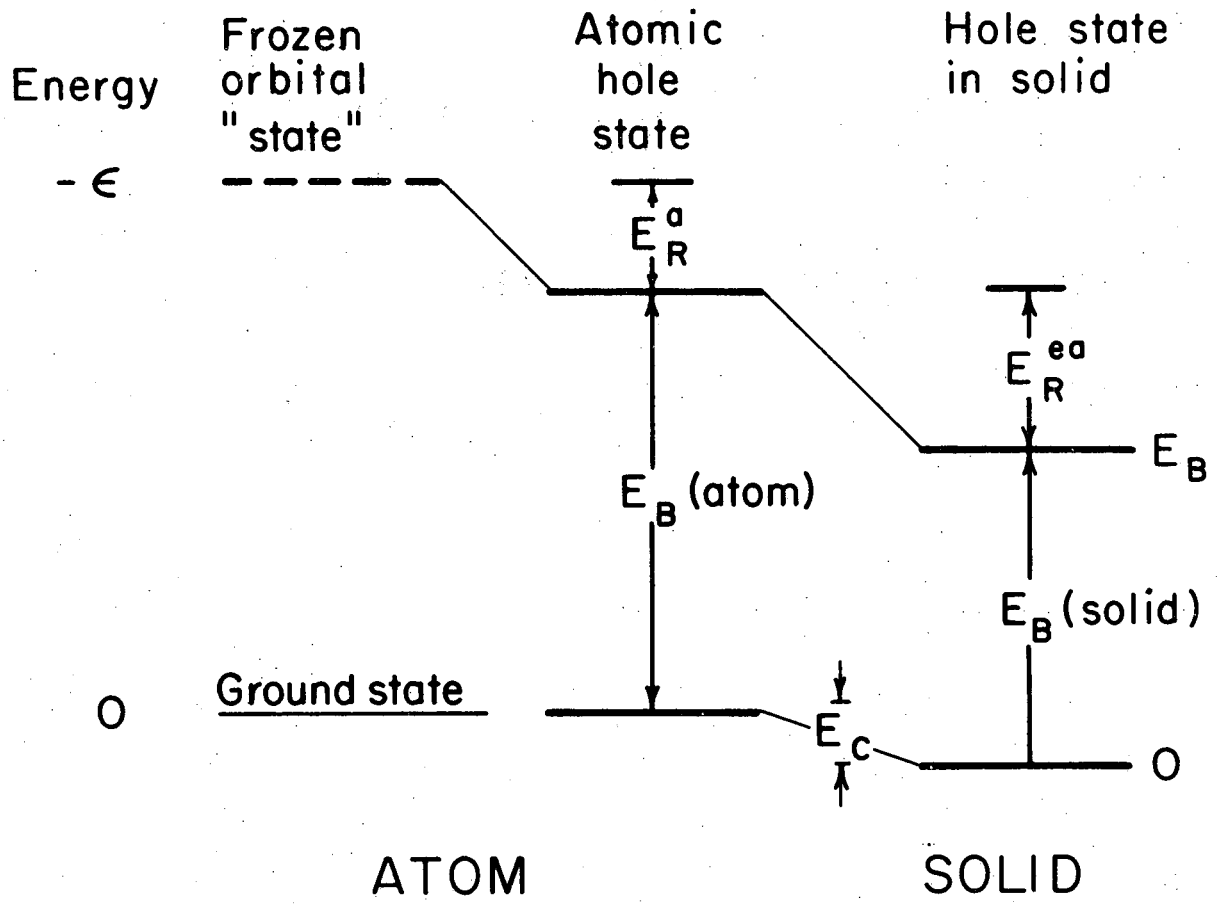 Energy
Frozen
orbital
"state"
Atomic
hole
state
Hole state
in solid
- ϵ
E_R^a
E_R^ea
E_B
E_B (atom)
E_B (solid)
Ground state
0
E_C
0
ATOM
SOLID